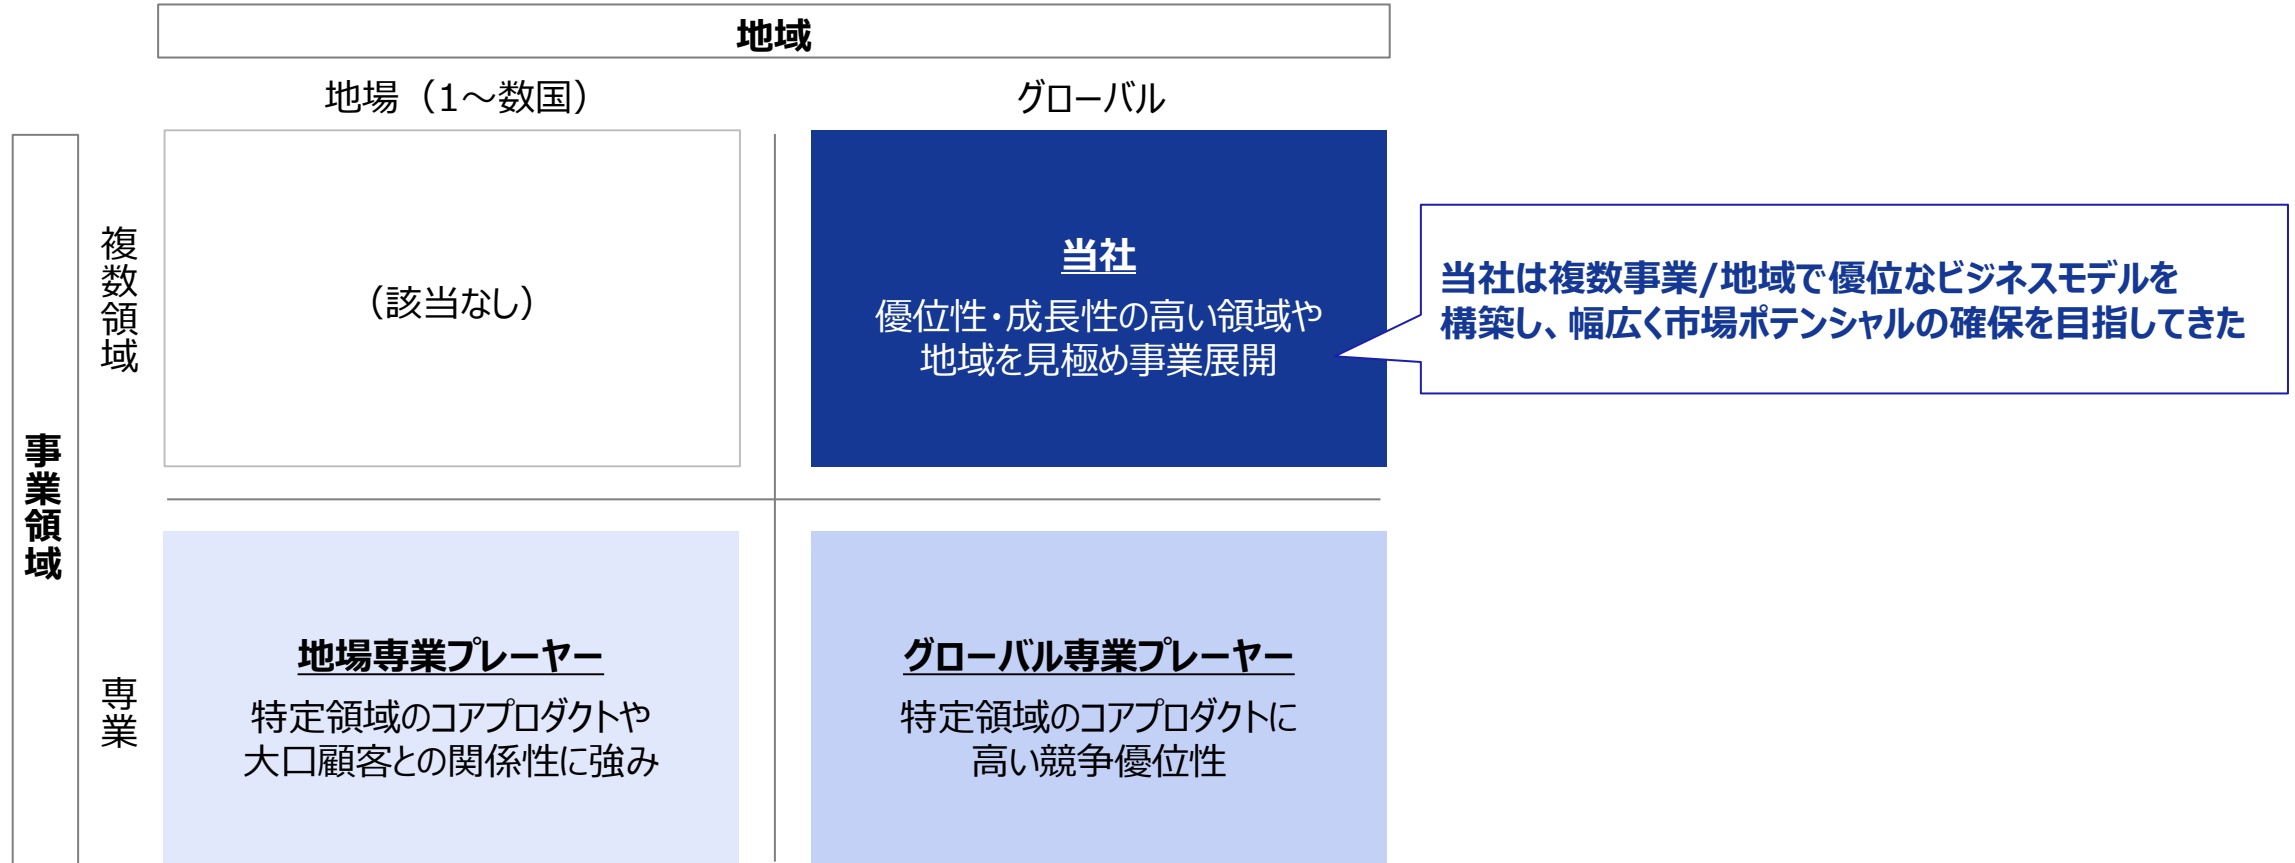 地域
地場（1～数国）
グローバル
事業領域
複数領域
（該当なし）
当社
優位性・成長性の高い領域や
地域を見極め事業展開
当社は複数事業/地域で優位なビジネスモデルを
構築し、幅広く市場ポテンシャルの確保を目指してきた
専業
地場専業プレーヤー
特定領域のコアプロダクトや
大口顧客との関係性に強み
グローバル専業プレーヤー
特定領域のコアプロダクトに
高い競争優位性